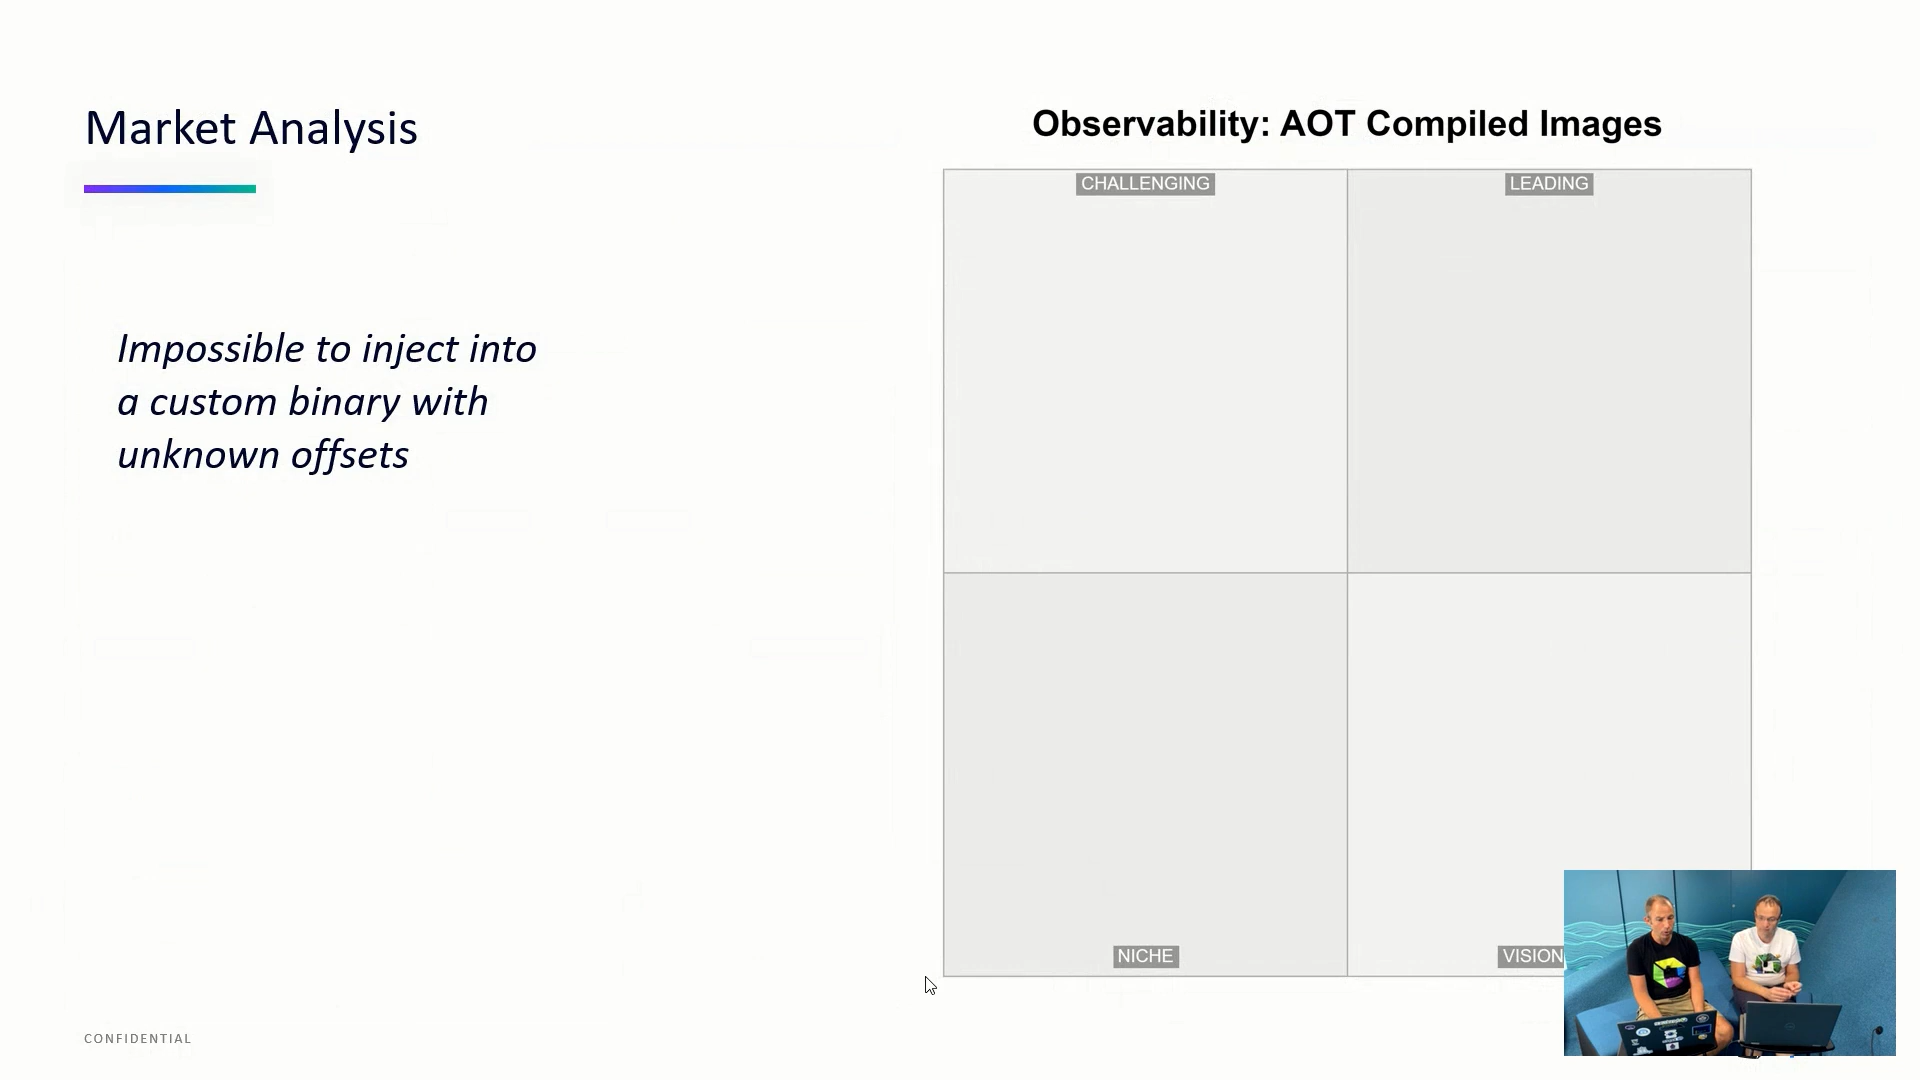 Market Analysis
Impossible to inject into
a custom binary with
unknown offsets
Observability: AOT Compiled Images
CHALLENGING
LEADING
NICHE
VISION
CONFIDENTIAL